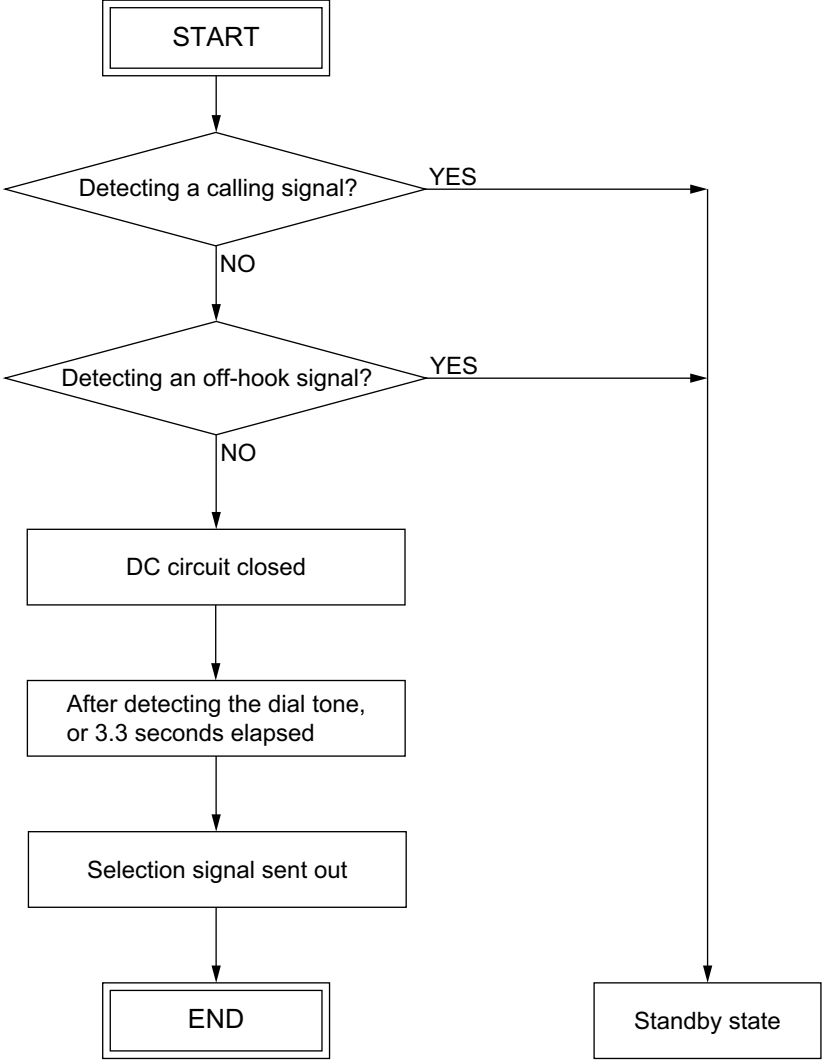 START
Detecting a calling signal?
YES
NO
Detecting an off-hook signal?
YES
NO
DC circuit closed
After detecting the dial tone,
or 3.3 seconds elapsed
Selection signal sent out
END
Standby state